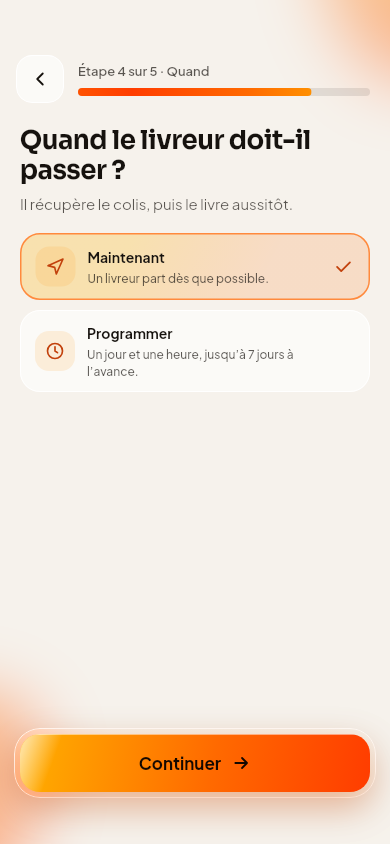 Étape 4 sur 5 · Quand
Quand le livreur doit-il
passer ?
Il récupère le colis, puis le livre aussitôt.
Maintenant
Un livreur part dès que possible.
Programmer
Un jour et une heure, jusqu'à 7 jours à
l'avance.
Continuer